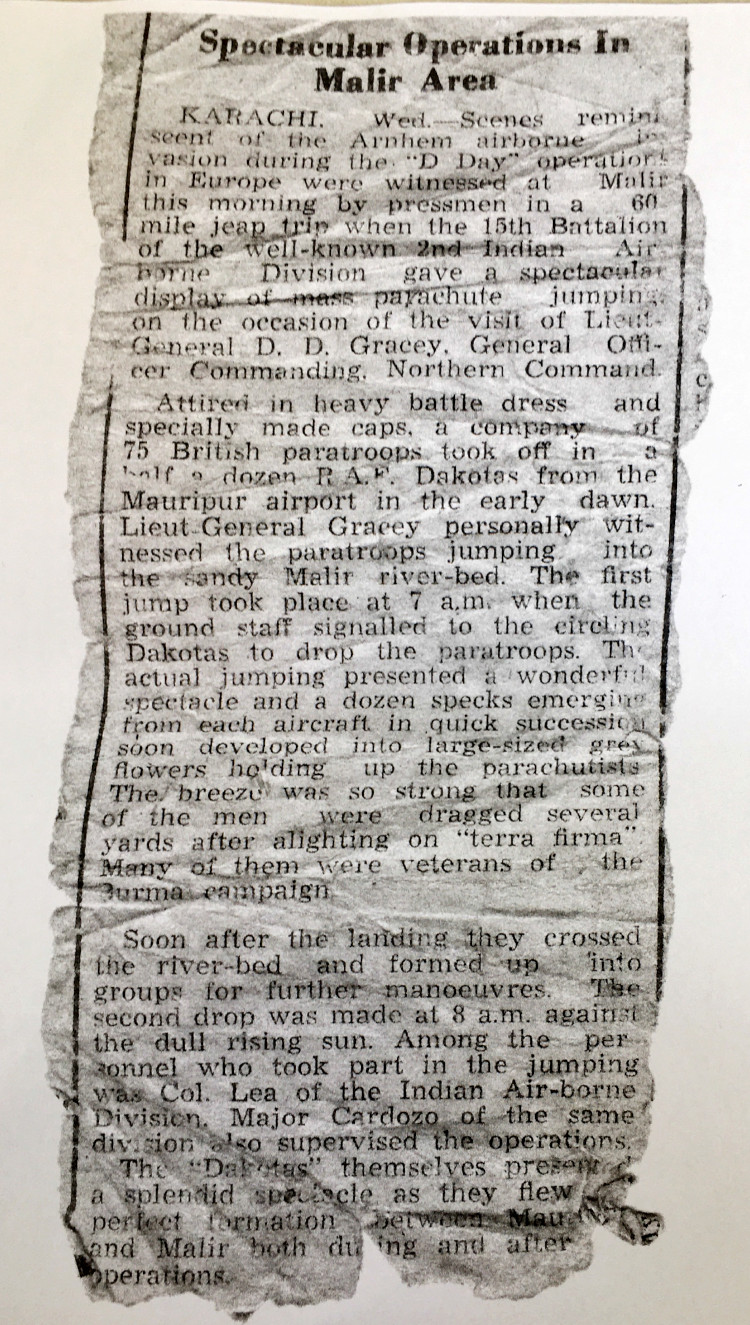 Spectacular Operations In
Malir Area
KARACHI, Wed.—Scenes remini
scent of the Arnhem airborne in
vasion during the "D Day" operations
in Europe were witnessed at Malir
this morning by pressmen in a 60
mile jeap trip when the 15th Battalion
of the well-known 2nd Indian Air
borne Division gave a spectacular
display of mass parachute jumping
on the occasion of the visit of Lieut-
General D. D. Gracey, General Offi-
cer Commanding, Northern Command.
Attired in heavy battle dress and
specially made caps, a company of
75 British paratroops took off in a
half a dozen R.A.F. Dakotas from the
Mauripur airport in the early dawn.
Lieut-General Gracey personally wit-
nessed the paratroops jumping into
the sandy Malir river-bed. The first
jump took place at 7 a.m. when the
ground staff signalled to the circling
Dakotas to drop the paratroops. The
actual jumping presented a wonderful
spectacle and a dozen specks emerging
from each aircraft in quick succession
soon developed into large-sized grey
flowers holding up the parachutists
The breeze was so strong that some
of the men were dragged several
yards after alighting on "terra firma"
Many of them were veterans of the
Burma campaign
Soon after the landing they crossed
the river-bed and formed up into
groups for further manoeuvres. The
second drop was made at 8 a.m. against
the dull rising sun. Among the per
sonnel who took part in the jumping
was Col. Lea of the Indian Air-borne
Division. Major Cardozo of the same
division also supervised the operations.
The "Dakotas" themselves presented
a splendid spectacle as they flew
perfect formation between Mau
and Malir both during and after
operations.